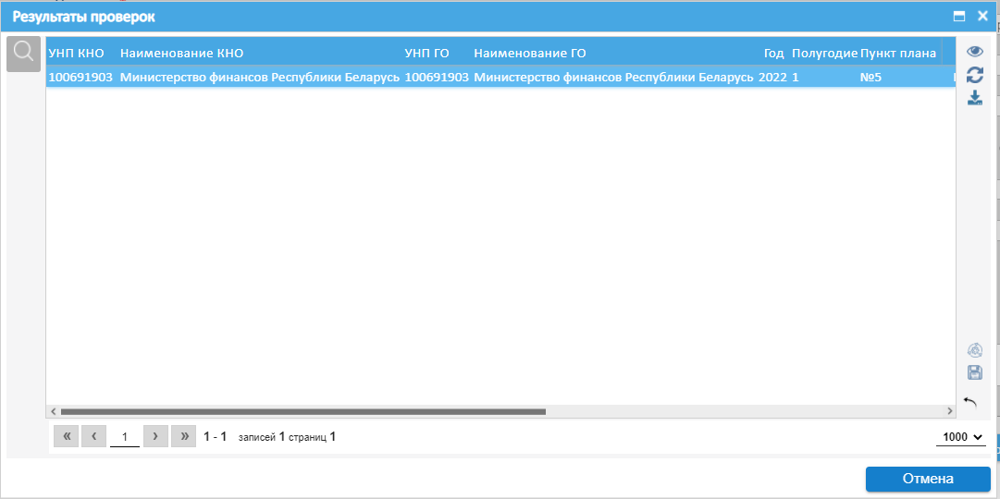 Результаты проверок
УНП КНО Наименование КНО УНП ГО Наименование ГО Год Полугодие Пункт плана
100691903 Министерство финансов Республики Беларусь 100691903 Министерство финансов Республики Беларусь 2022 1 №5
« ‹ 1 › » 1 - 1 записей 1 страниц 1 1000
Отмена